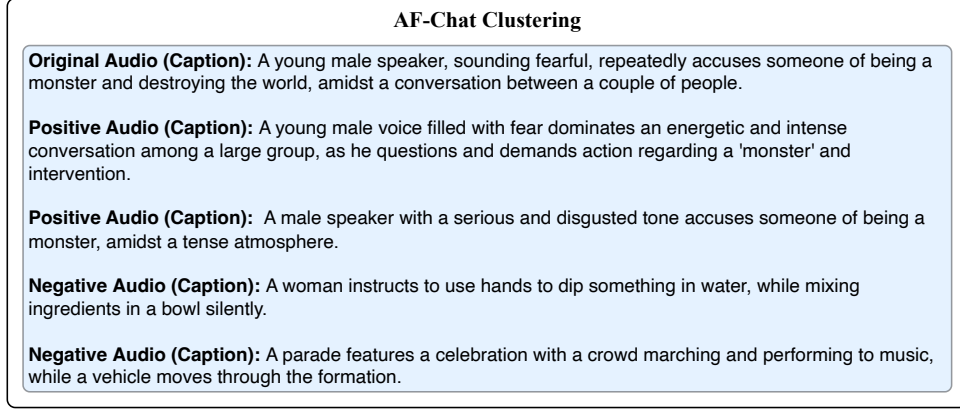 AF-Chat Clustering
Original Audio (Caption): A young male speaker, sounding fearful, repeatedly accuses someone of being a
monster and destroying the world, amidst a conversation between a couple of people.
Positive Audio (Caption): A young male voice filled with fear dominates an energetic and intense
conversation among a large group, as he questions and demands action regarding a 'monster' and
intervention.
Positive Audio (Caption): A male speaker with a serious and disgusted tone accuses someone of being a
monster, amidst a tense atmosphere.
Negative Audio (Caption): A woman instructs to use hands to dip something in water, while mixing
ingredients in a bowl silently.
Negative Audio (Caption): A parade features a celebration with a crowd marching and performing to music,
while a vehicle moves through the formation.